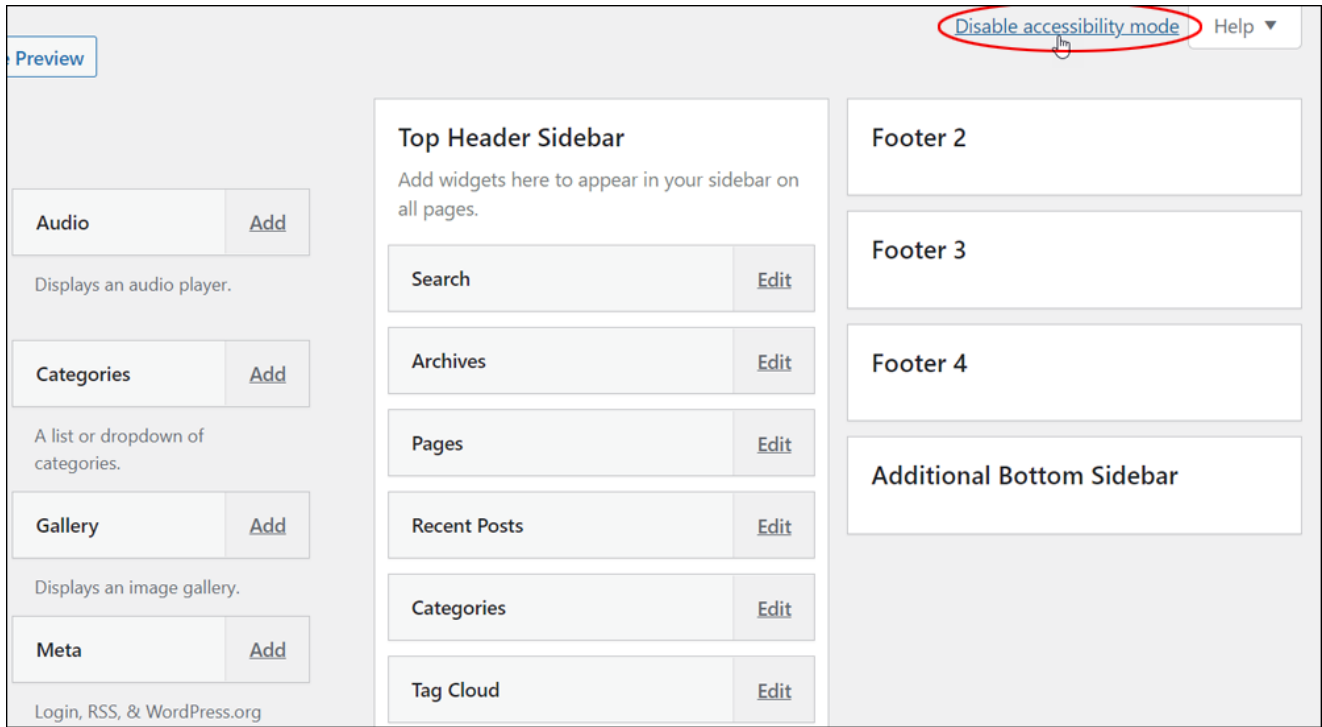 Disable accessibility mode
Help ▼
Preview
Audio
Add
Displays an audio player.
Categories
Add
A list or dropdown of
categories.
Gallery
Add
Displays an image gallery.
Meta
Add
Login, RSS, & WordPress.org
Top Header Sidebar
Add widgets here to appear in your sidebar on
all pages.
Search
Edit
Archives
Edit
Pages
Edit
Recent Posts
Edit
Categories
Edit
Tag Cloud
Edit
Footer 2
Footer 3
Footer 4
Additional Bottom Sidebar